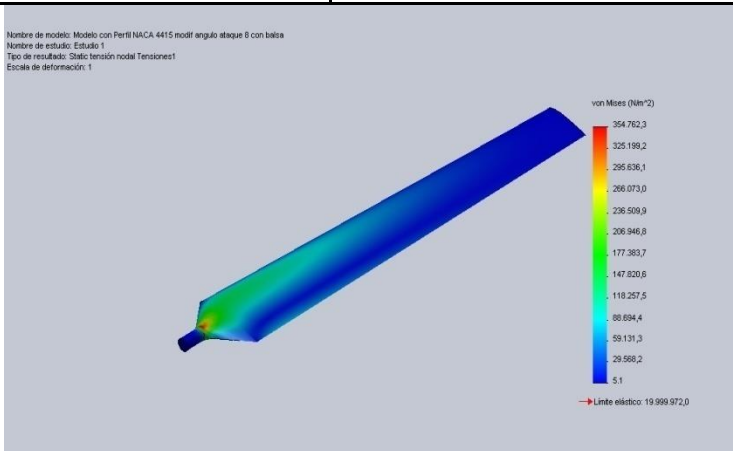 Nombre de modelo: Modelo con Perfil NACA 4415 modif angulo ataque 8 con balsa
Nombre de estudio: Estudio 1
Tipo de resultado: Static tensión nodal Tensiones1
Escala de deformación: 1
von Mises (N/m^2)
354.762,3
325.199,2
295.636,1
266.073,0
236.509,9
206.946,8
177.383,7
147.820,6
118.257,5
88.694,4
59.131,3
29.568,2
5.1
Límite elástico: 19.999.972,0